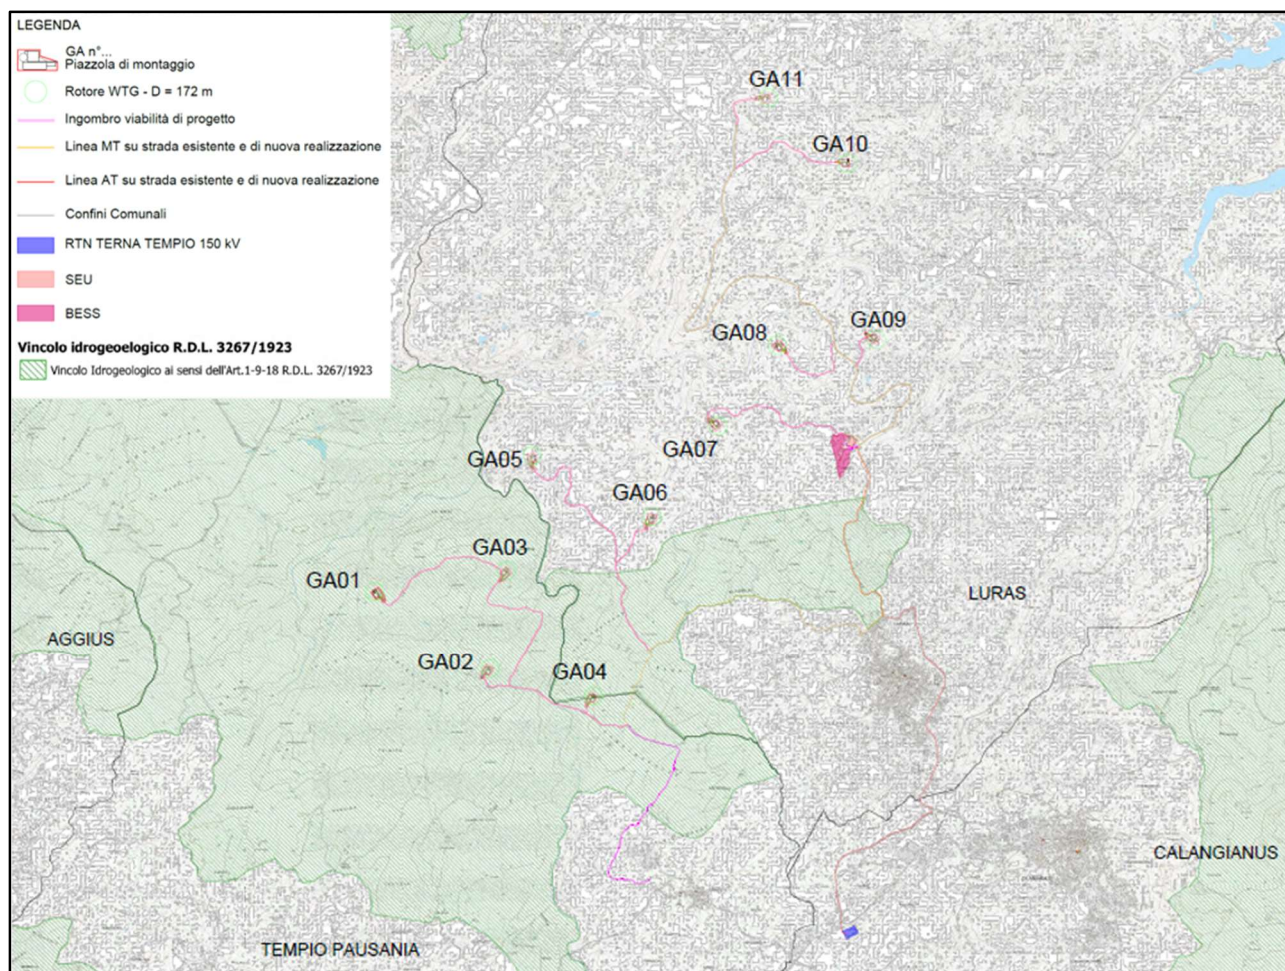 LEGENDA
GA n°...
Piazzola di montaggio
Rotore WTG - D = 172 m
Ingombro viabilità di progetto
Linea MT su strada esistente e di nuova realizzazione
Linea AT su strada esistente e di nuova realizzazione
Confini Comunali
RTN TERNA TEMPIO 150 kV
SEU
BESS
Vincolo idrogeoelogico R.D.L. 3267/1923
Vincolo Idrogeologico ai sensi dell'Art.1-9-18 R.D.L. 3267/1923
GA11
GA10
GA08
GA09
GA07
GA05
GA06
GA03
GA01
LURAS
AGGIUS
GA02
GA04
CALANGIANUS
TEMPIO PAUSANIA